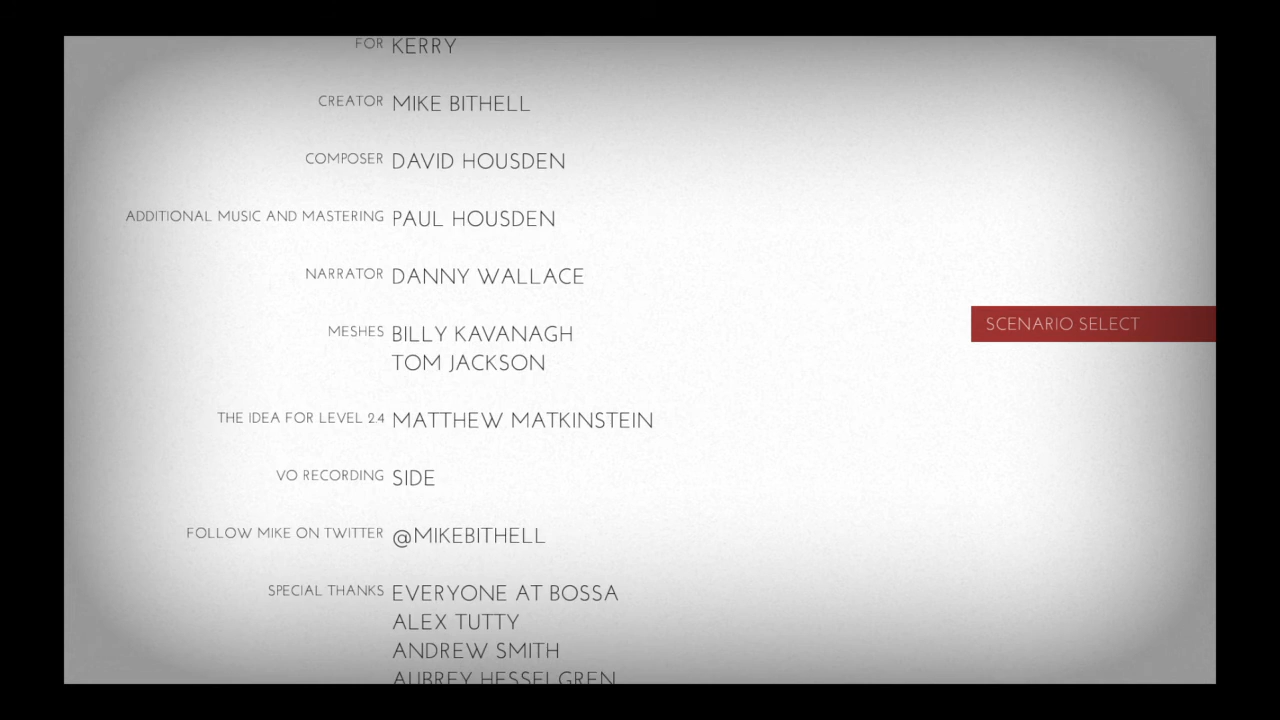 FOR KERRY
CREATOR MIKE BITHELL
COMPOSER DAVID HOUSDEN
ADDITIONAL MUSIC AND MASTERING PAUL HOUSDEN
NARRATOR DANNY WALLACE
SCENARIO SELECT
MESHES BILLY KAVANAGH
TOM JACKSON
THE IDEA FOR LEVEL 2.4 MATTHEW MATKINSTEIN
VO RECORDING SIDE
FOLLOW MIKE ON TWITTER @MIKEBITHELL
SPECIAL THANKS EVERYONE AT BOSSA
ALEX TUTTY
ANDREW SMITH
AUBREY HESSELGREN